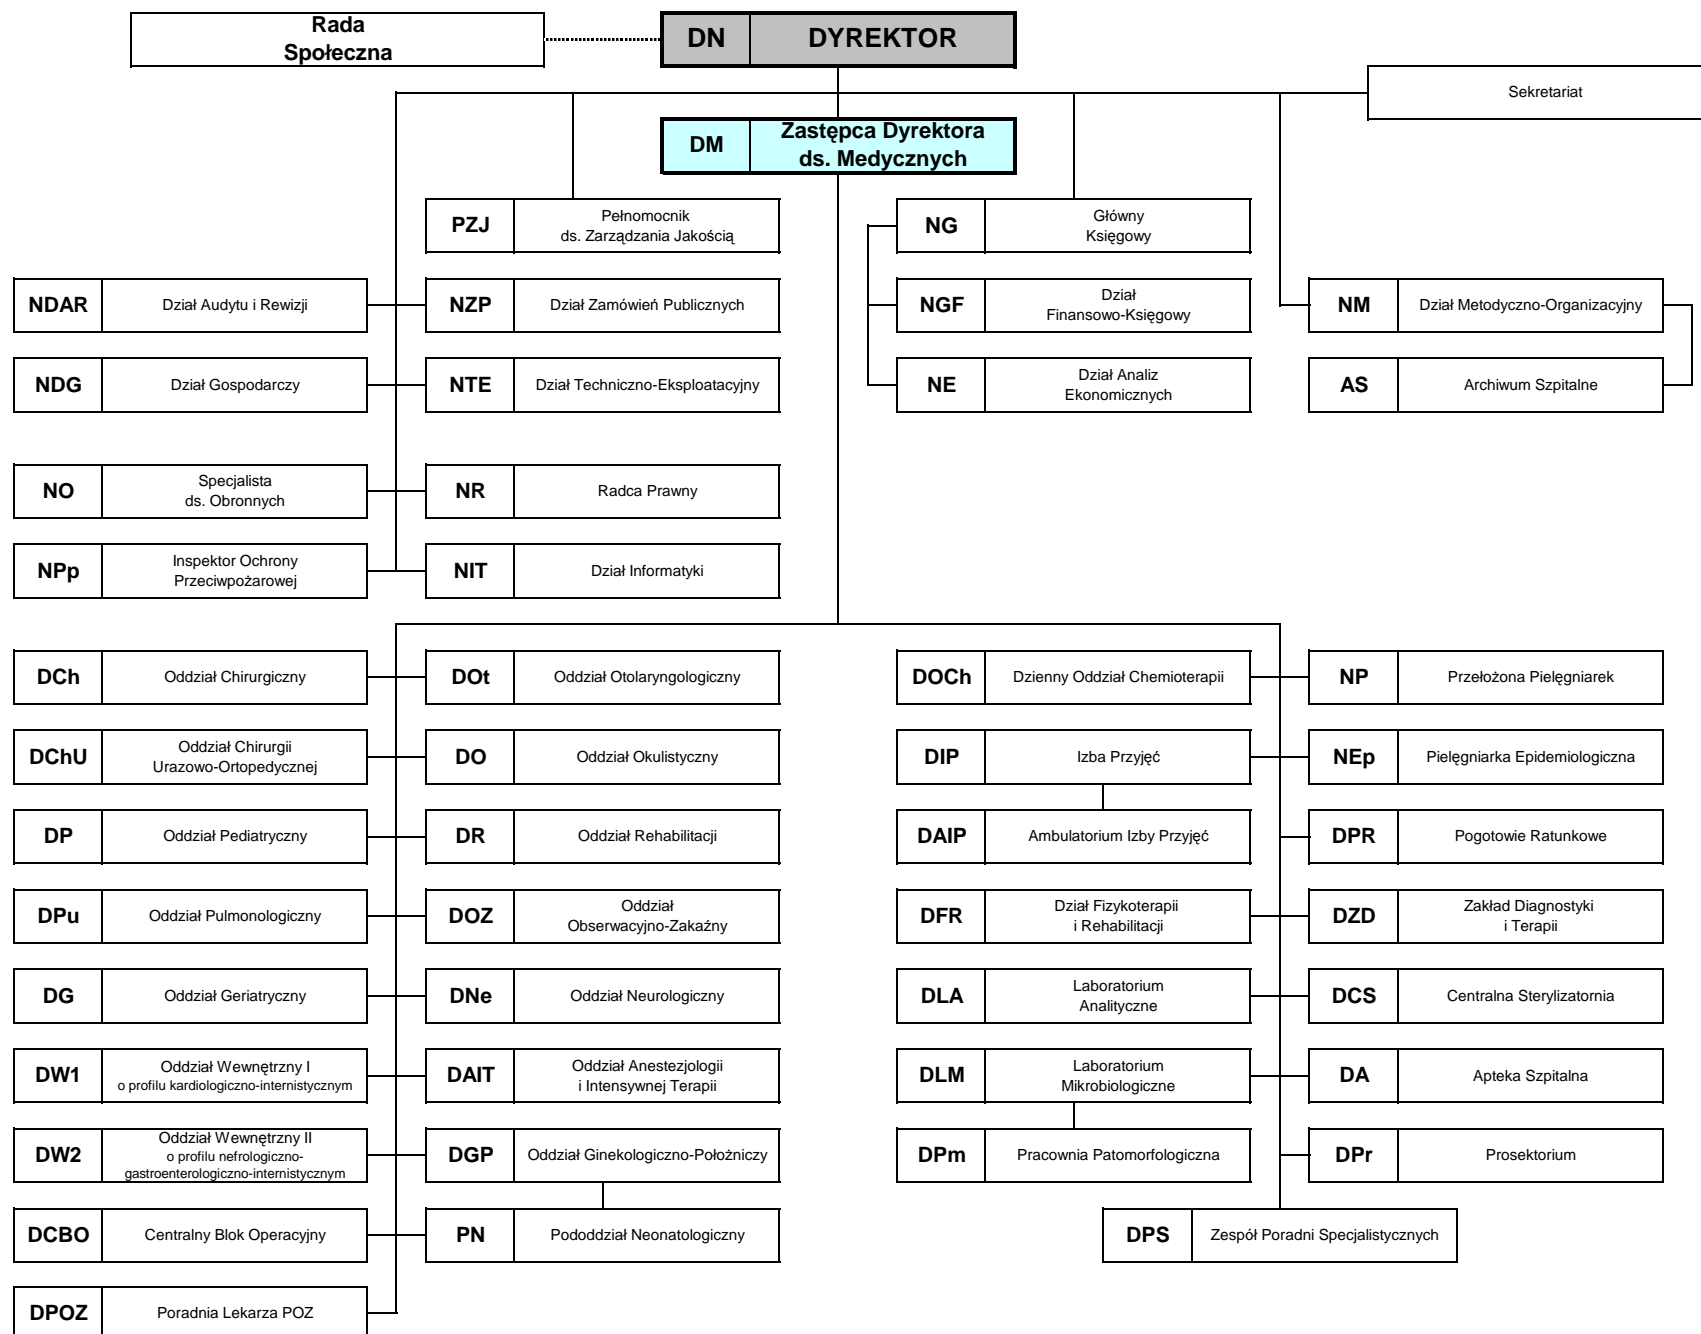 Rada
Społeczna
DN DYREKTOR
Sekretariat
DM Zastępca Dyrektora
ds. Medycznych
PZJ Pełnomocnik
ds. Zarządzania Jakością
NG Główny
Księgowy
NDAR Dział Audytu i Rewizji
NZP Dział Zamówień Publicznych
NGF Dział
Finansowo-Księgowy
NM Dział Metodyczno-Organizacyjny
NDG Dział Gospodarczy
NTE Dział Techniczno-Eksploatacyjny
NE Dział Analiz
Ekonomicznych
AS Archiwum Szpitalne
NO Specjalista
ds. Obronnych
NR Radca Prawny
NPp Inspektor Ochrony
Przeciwpożarowej
NIT Dział Informatyki
DCh Oddział Chirurgiczny
DOt Oddział Otolaryngologiczny
DOCh Dzienny Oddział Chemioterapii
NP Przełożona Pielęgniarek
DChU Oddział Chirurgii
Urazowo-Ortopedycznej
DO Oddział Okulistyczny
DIP Izba Przyjęć
NEp Pielęgniarka Epidemiologiczna
DP Oddział Pediatryczny
DR Oddział Rehabilitacji
DAIP Ambulatorium Izby Przyjęć
DPR Pogotowie Ratunkowe
DPu Oddział Pulmonologiczny
DOZ Oddział
Obserwacyjno-Zakaźny
DFR Dział Fizykoterapii
i Rehabilitacji
DZD Zakład Diagnostyki
i Terapii
DG Oddział Geriatryczny
DNe Oddział Neurologiczny
DLA Laboratorium
Analityczne
DCS Centralna Sterylizatornia
DW1 Oddział Wewnętrzny I
o profilu kardiologiczno-internistycznym
DAIT Oddział Anestezjologii
i Intensywnej Terapii
DLM Laboratorium
Mikrobiologiczne
DA Apteka Szpitalna
DW2 Oddział Wewnętrzny II
o profilu nefrologiczno-
gastroenterologiczno-internistycznym
DGP Oddział Ginekologiczno-Położniczy
DPm Pracownia Patomorfologiczna
DPr Prosektorium
DCBO Centralny Blok Operacyjny
PN Pododdział Neonatologiczny
DPS Zespół Poradni Specjalistycznych
DPOZ Poradnia Lekarza POZ